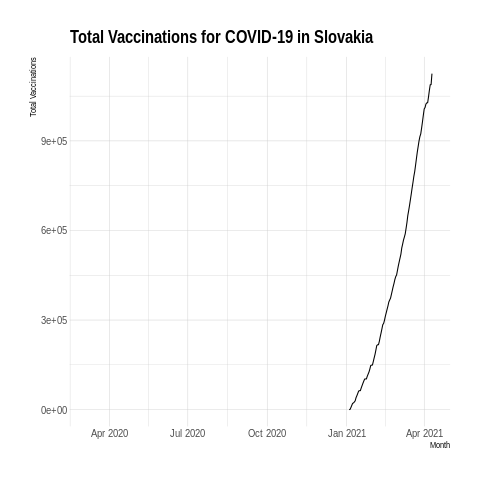 Total Vaccinations for COVID-19 in Slovakia
Total Vaccinations
9e+05
6e+05
3e+05
0e+00
Apr 2020 Jul 2020 Oct 2020 Jan 2021 Apr 2021
Month